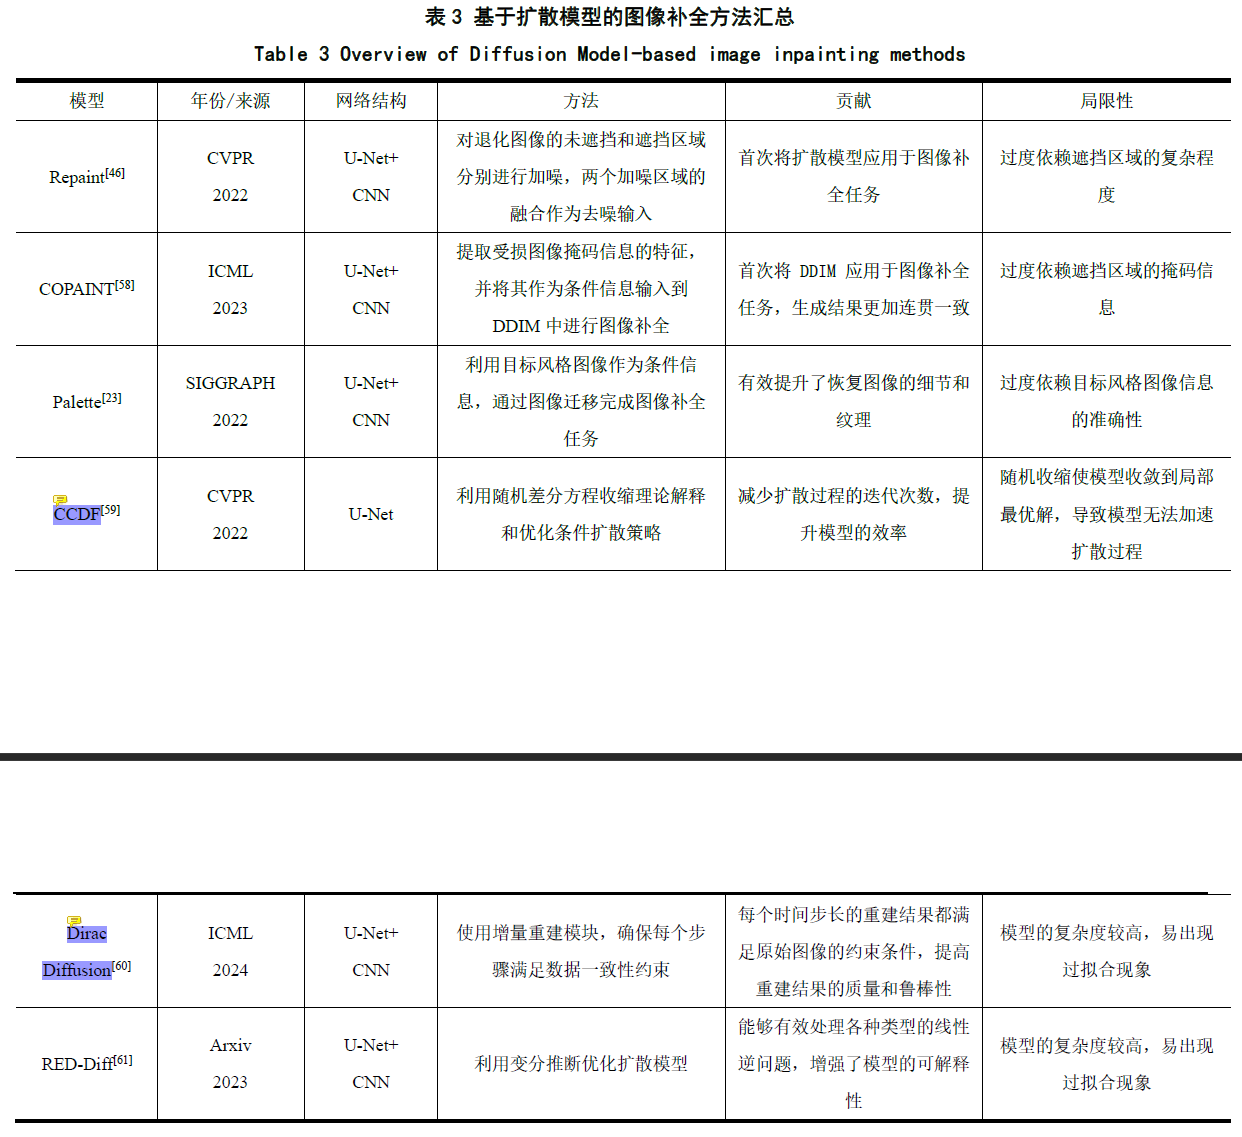 表 3 基于扩散模型的图像补全方法汇总
Table 3 Overview of Diffusion Model-based image inpainting methods
模型 年份/来源 网络结构 方法 贡献 局限性
Repaint[46]
CVPR
2022
U-Net+
CNN
对退化图像的未遮挡和遮挡区域
分别进行加噪，两个加噪区域的
融合作为去噪输入
首次将扩散模型应用于图像补
全任务
过度依赖遮挡区域的复杂程
度
COPAINT[58]
ICML
2023
U-Net+
CNN
提取受损图像掩码信息的特征，
并将其作为条件信息输入到
DDIM 中进行图像补全
首次将 DDIM 应用于图像补全
任务，生成结果更加连贯一致
过度依赖遮挡区域的掩码信
息
Palette[23]
SIGGRAPH
2022
U-Net+
CNN
利用目标风格图像作为条件信
息，通过图像迁移完成图像补全
任务
有效提升了恢复图像的细节和
纹理
过度依赖目标风格图像信息
的准确性
CCDF[59]
CVPR
2022
U-Net
利用随机差分方程收缩理论解释
和优化条件扩散策略
减少扩散过程的迭代次数，提
升模型的效率
随机收缩使模型收敛到局部
最优解，导致模型无法加速
扩散过程
Dirac
Diffusion[60]
ICML
2024
U-Net+
CNN
使用增量重建模块，确保每个步
骤满足数据一致性约束
每个时间步长的重建结果都满
足原始图像的约束条件，提高
重建结果的质量和鲁棒性
模型的复杂度较高，易出现
过拟合现象
RED-Diff[61]
Arxiv
2023
U-Net+
CNN
利用变分推断优化扩散模型
能够有效处理各种类型的线性
逆问题，增强了模型的可解释
性
模型的复杂度较高，易出现
过拟合现象